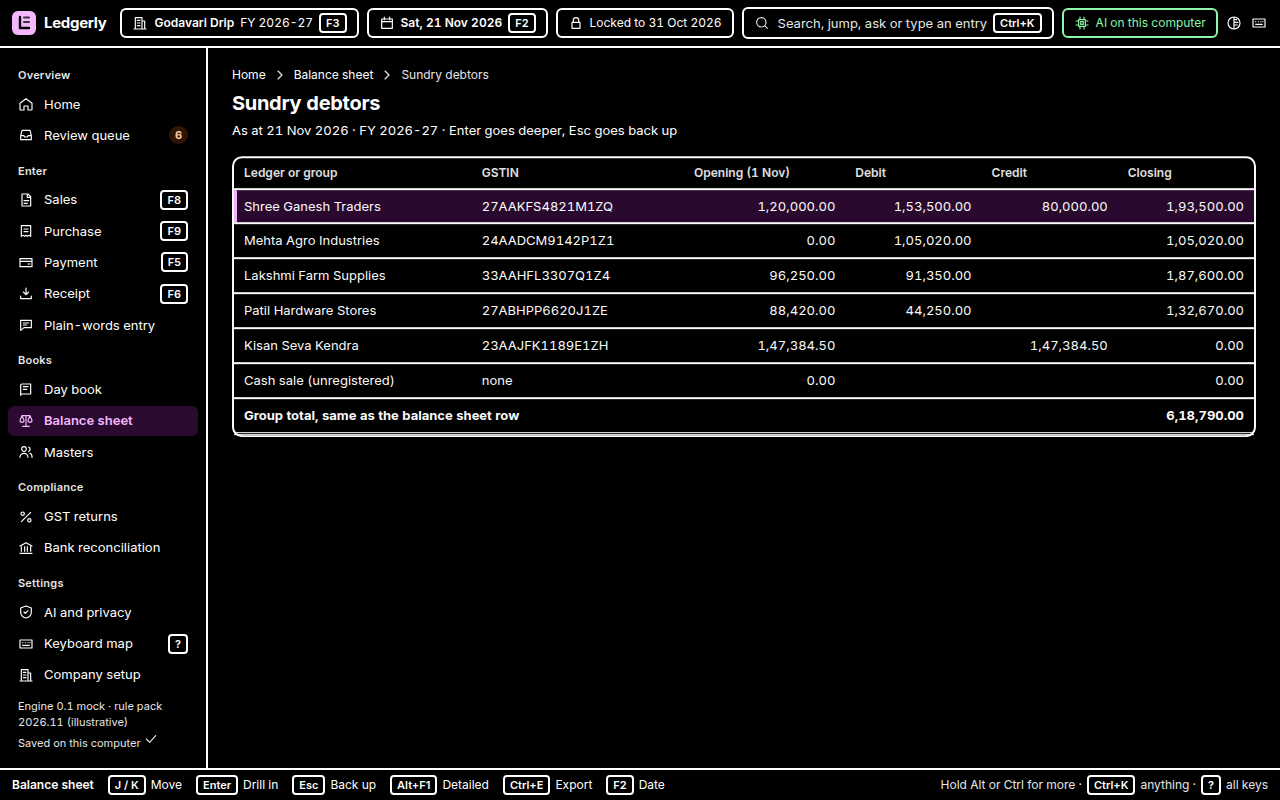 Ledgerly
Godavari Drip FY 2026-27 F3
Sat, 21 Nov 2026 F2
Locked to 31 Oct 2026
Search, jump, ask or type an entry Ctrl+K
AI on this computer
Overview
Home
Review queue 6
Enter
Sales F8
Purchase F9
Payment F5
Receipt F6
Plain-words entry
Books
Day book
Balance sheet
Masters
Compliance
GST returns
Bank reconciliation
Settings
AI and privacy
Keyboard map ?
Company setup
Engine 0.1 mock · rule pack
2026.11 (illustrative)
Saved on this computer
Home > Balance sheet > Sundry debtors
Sundry debtors
As at 21 Nov 2026 · FY 2026-27 · Enter goes deeper, Esc goes back up
Ledger or group GSTIN Opening (1 Nov) Debit Credit Closing
Shree Ganesh Traders 27AAKFS4821M1ZQ 1,20,000.00 1,53,500.00 80,000.00 1,93,500.00
Mehta Agro Industries 24AADCM9142P1Z1 0.00 1,05,020.00 1,05,020.00
Lakshmi Farm Supplies 33AAHFL3307Q1Z4 96,250.00 91,350.00 1,87,600.00
Patil Hardware Stores 27ABHPP6620J1ZE 88,420.00 44,250.00 1,32,670.00
Kisan Seva Kendra 23AAJFK1189E1ZH 1,47,384.50 1,47,384.50 0.00
Cash sale (unregistered) none 0.00 0.00
Group total, same as the balance sheet row 6,18,790.00
Balance sheet J / K Move Enter Drill in Esc Back up Alt+F1 Detailed Ctrl+E Export F2 Date
Hold Alt or Ctrl for more · Ctrl+K anything · ? all keys